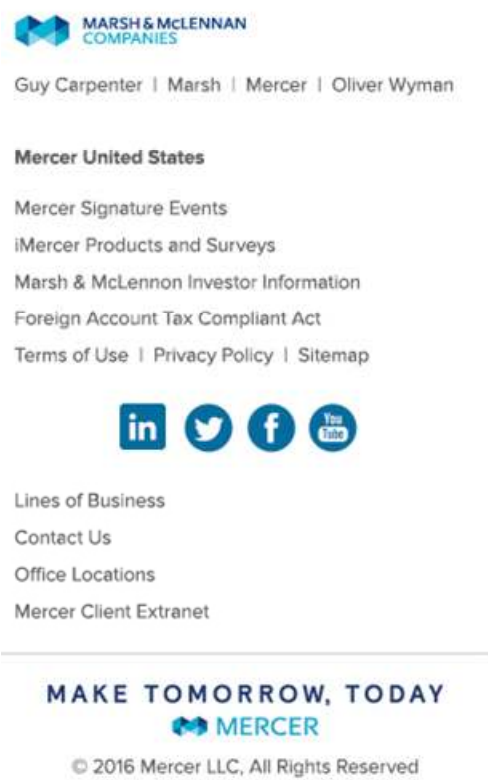 MARSH & McLENNAN
COMPANIES
Guy Carpenter | Marsh | Mercer | Oliver Wyman
Mercer United States
Mercer Signature Events
iMercer Products and Surveys
Marsh & McLennon Investor Information
Foreign Account Tax Compliant Act
Terms of Use | Privacy Policy | Sitemap
in f You
Tube
Lines of Business
Contact Us
Office Locations
Mercer Client Extranet
MAKE TOMORROW, TODAY
MERCER
© 2016 Mercer LLC, All Rights Reserved